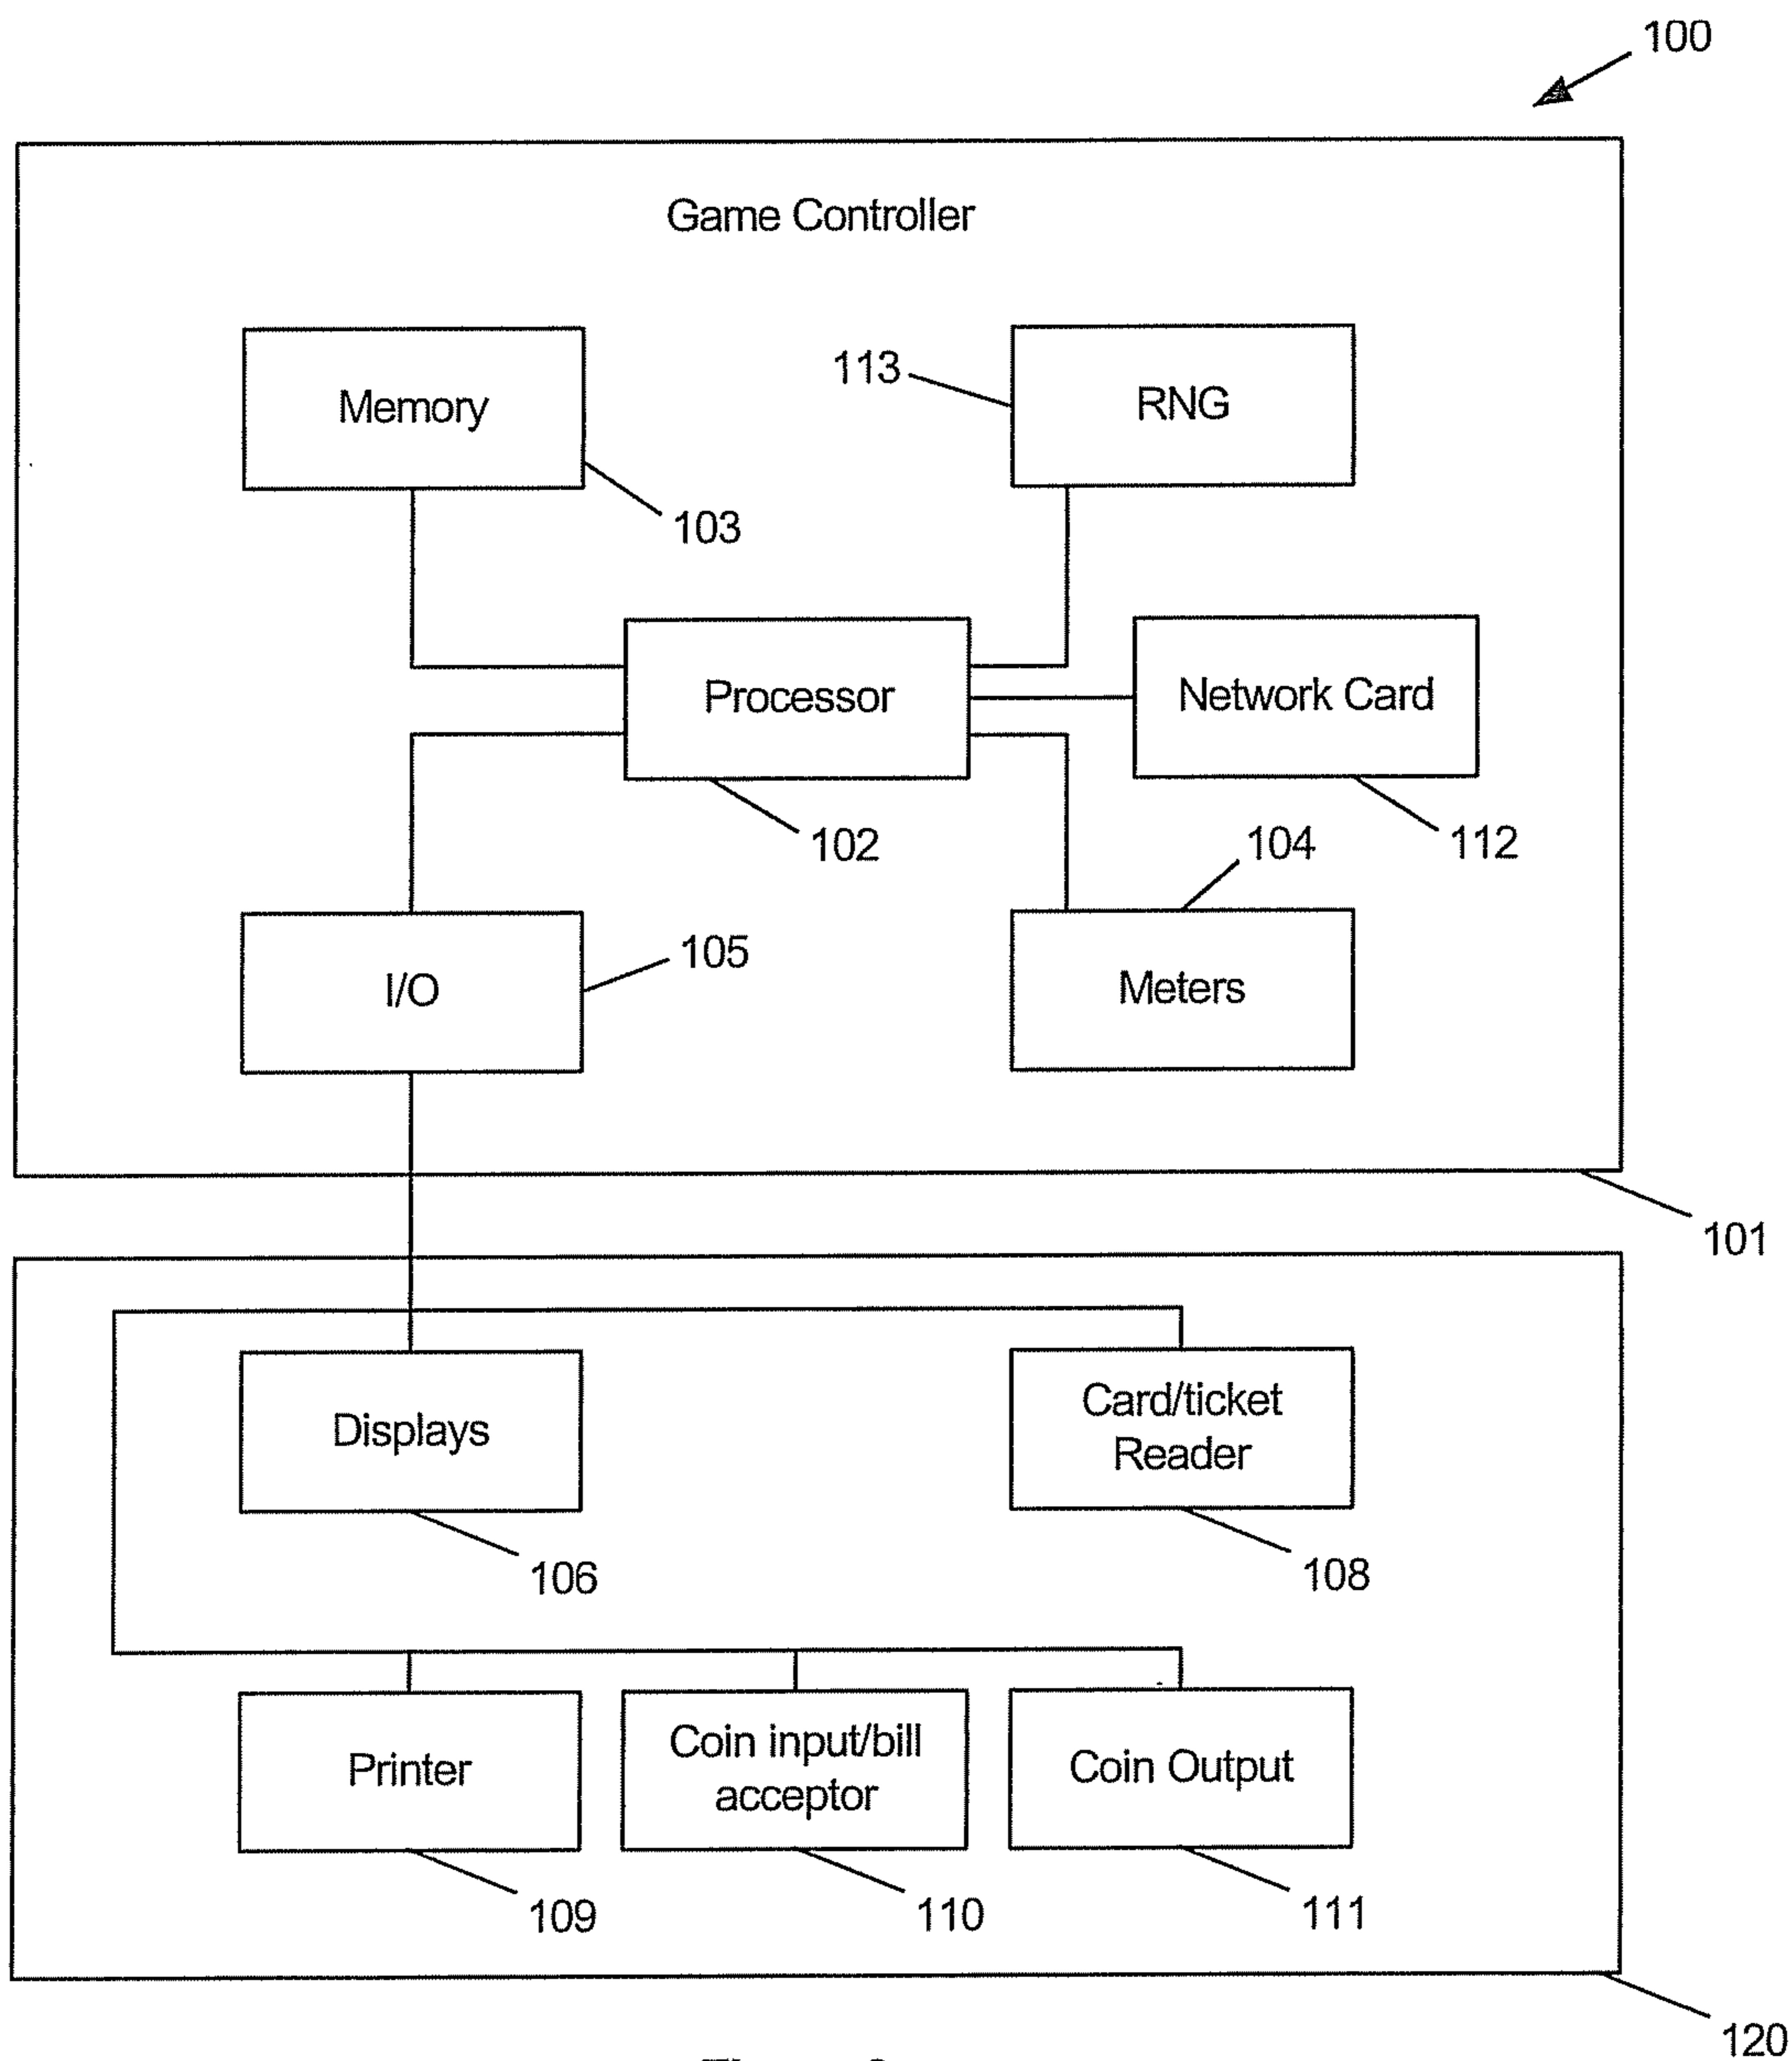 100
Game Controller
Memory
113
RNG
103
Processor
Network Card
102
104
112
I/O
105
Meters
101
Displays
Card/ticket
Reader
106
108
Printer
Coin input/bill
acceptor
Coin Output
109
110
111
120